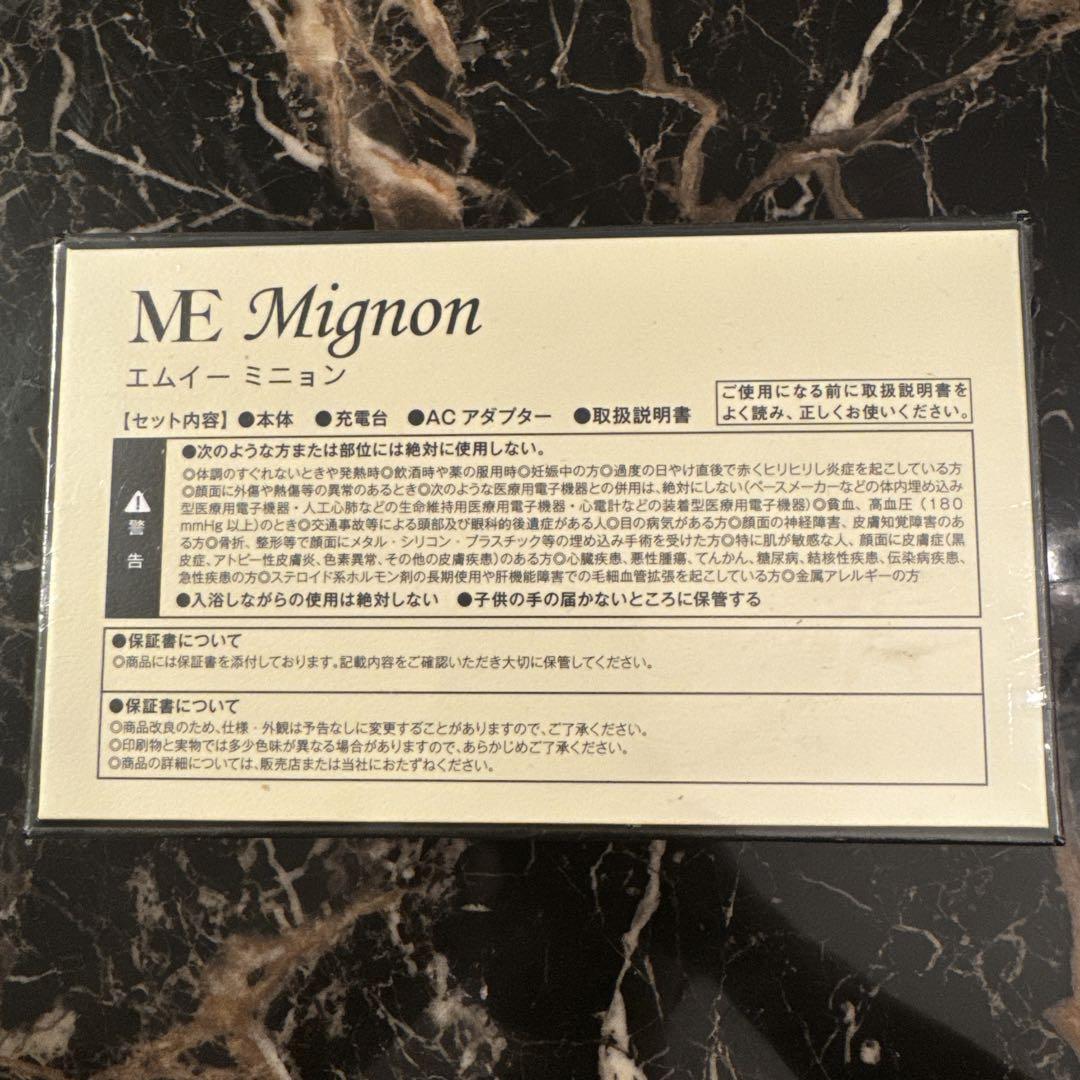 ME Mignon
エムイー ミニョン
ご使用になる前に取扱説明書を
よく読み、正しくお使いください。
【セット内容】●本体 ●充電台 ●AC アダプター ●取扱説明書
警告
●次のような方または部位には絶対に使用しない。
◎体調のすぐれないときや発熱時◎飲酒時や薬の服用時◎妊娠中の方◎過度の日やけ直後で赤くヒリヒリし炎症を起こしている方
◎顔面に外傷や熱傷等の異常のあるとき◎次のような医療用電子機器との併用は、絶対にしない(ペースメーカーなどの体内埋め込み
型医療用電子機器・人工心肺などの生命維持用医療用電子機器・心電計などの装着型医療用電子機器)◎貧血、高血圧(180
mmHg 以上)のとき◎交通事故等による頭部及び眼科的後遺症がある人◎目の病気がある方◎顔面の神経障害、皮膚知覚障害のあ
る方◎骨折、整形等で顔面にメタル・シリコン・プラスチック等の埋め込み手術を受けた方◎特に肌が敏感な人、顔面に皮膚症(黒
皮症、アトピー性皮膚炎、色素異常、その他の皮膚疾患)のある方◎心臓疾患、悪性腫瘍、てんかん、糖尿病、結核性疾患、伝染病疾患、
急性疾患の方◎ステロイド系ホルモン剤の長期使用や肝機能障害での毛細血管拡張を起こしている方◎金属アレルギーの方
●入浴しながらの使用は絶対しない ●子供の手の届かないところに保管する
●保証書について
◎商品には保証書を添付しております。記載内容をご確認いただき大切に保管してください。
●保証書について
◎商品改良のため、仕様・外観は予告なしに変更することがありますので、ご了承ください。
◎印刷物と実物では多少色味が異なる場合がありますので、あらかじめご了承ください。
◎商品の詳細については、販売店または当社におたずねください。